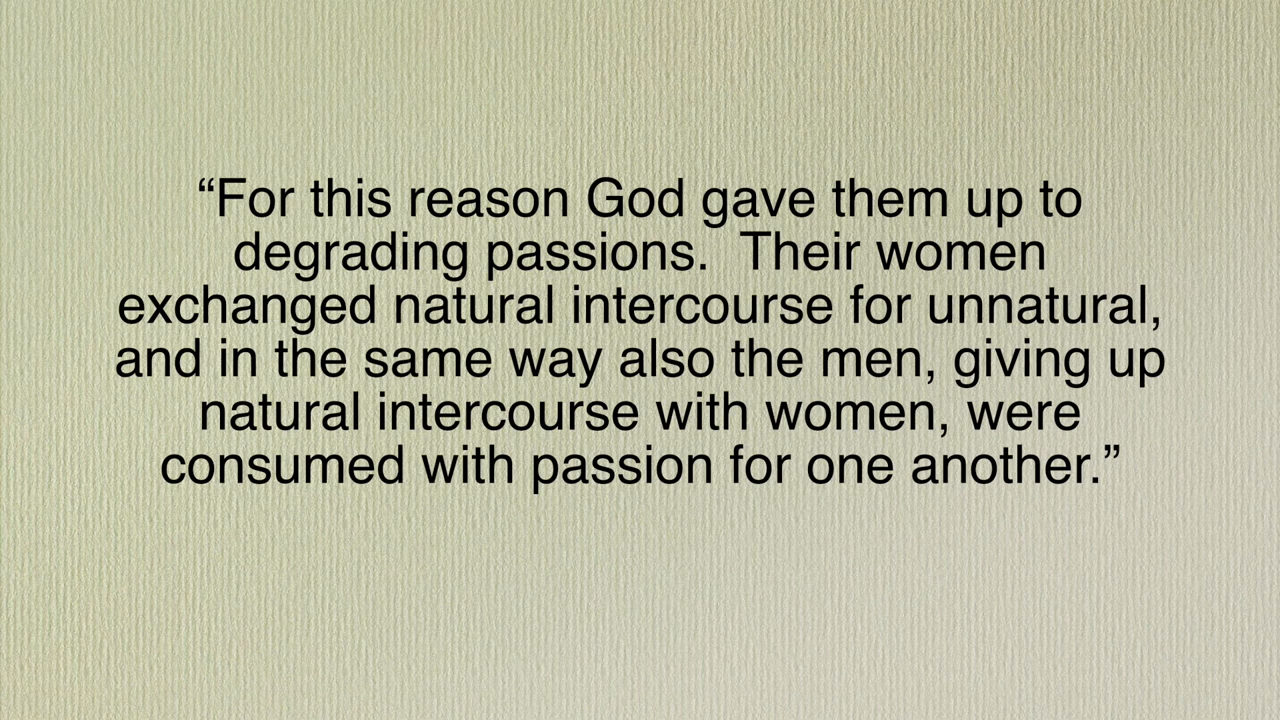 “For this reason God gave them up to
degrading passions.  Their women
exchanged natural intercourse for unnatural,
and in the same way also the men, giving up
natural intercourse with women, were
consumed with passion for one another.”